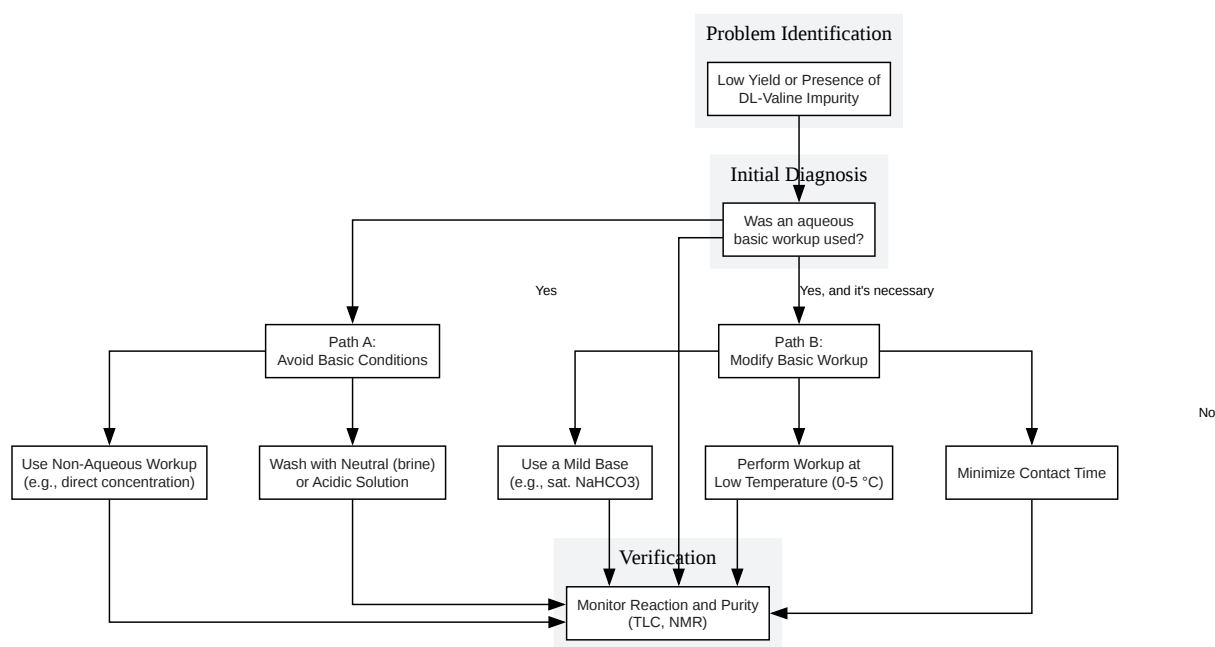 Problem Identification
Low Yield or Presence of
DL-Valine Impurity
Initial Diagnosis
Was an aqueous
basic workup used?
Yes
Yes, and it's necessary
Path A:
Avoid Basic Conditions
Path B:
Modify Basic Workup
No
Use Non-Aqueous Workup
(e.g., direct concentration)
Wash with Neutral (brine)
or Acidic Solution
Use a Mild Base
(e.g., sat. NaHCO3)
Perform Workup at
Low Temperature (0-5 °C)
Minimize Contact Time
Verification
Monitor Reaction and Purity
(TLC, NMR)